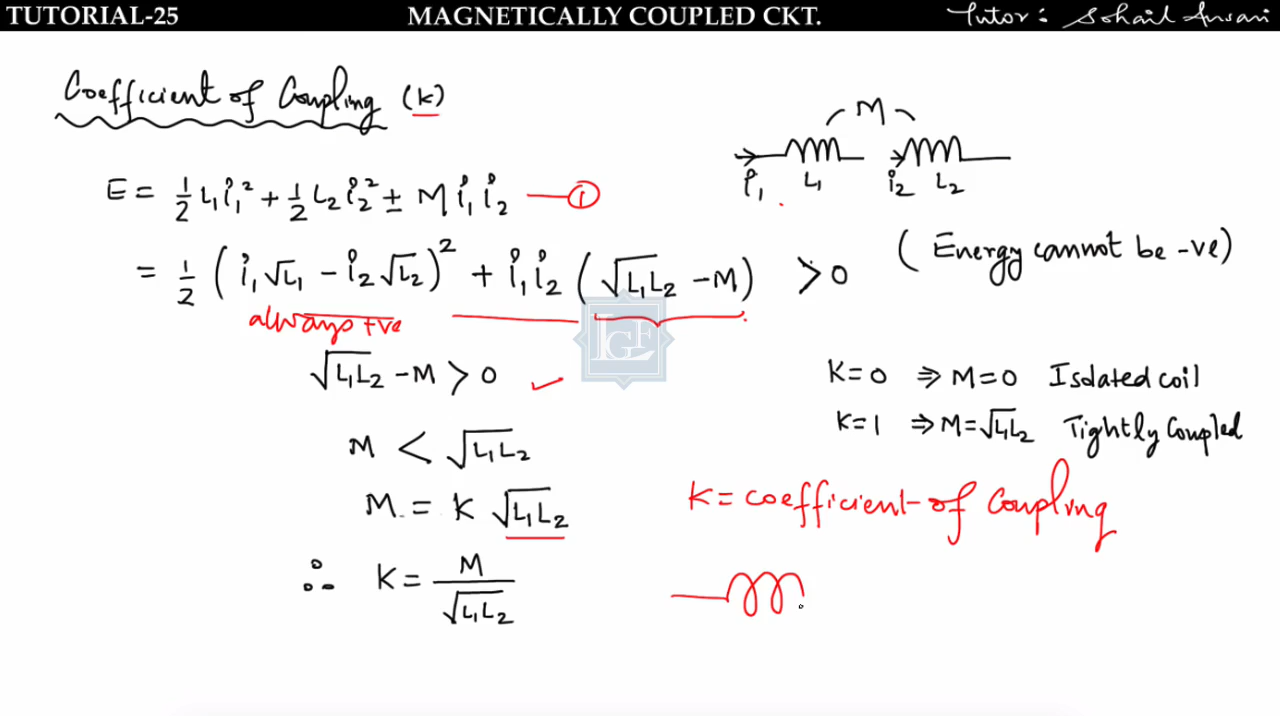 TUTORIAL-25 MAGNETICALLY COUPLED CKT. Tutor: Sohail Ansari
Coefficient of Coupling (k)
M
i₁ L₁ i₂ L₂
E = 1/2 L₁i₁² + 1/2 L₂i₂² ± M i₁i₂ — ①
= 1/2 (i₁√L₁ - i₂√L₂)² + i₁i₂ (√L₁L₂ - M) > 0 (Energy cannot be -ve)
always +ve
LGF
√L₁L₂ - M > 0 ✓
K=0 ⇒ M=0 Isolated coil
K=1 ⇒ M=√L₁L₂ Tightly Coupled
M < √L₁L₂
M = K √L₁L₂
K = coefficient of Coupling
∴ K = M/√L₁L₂